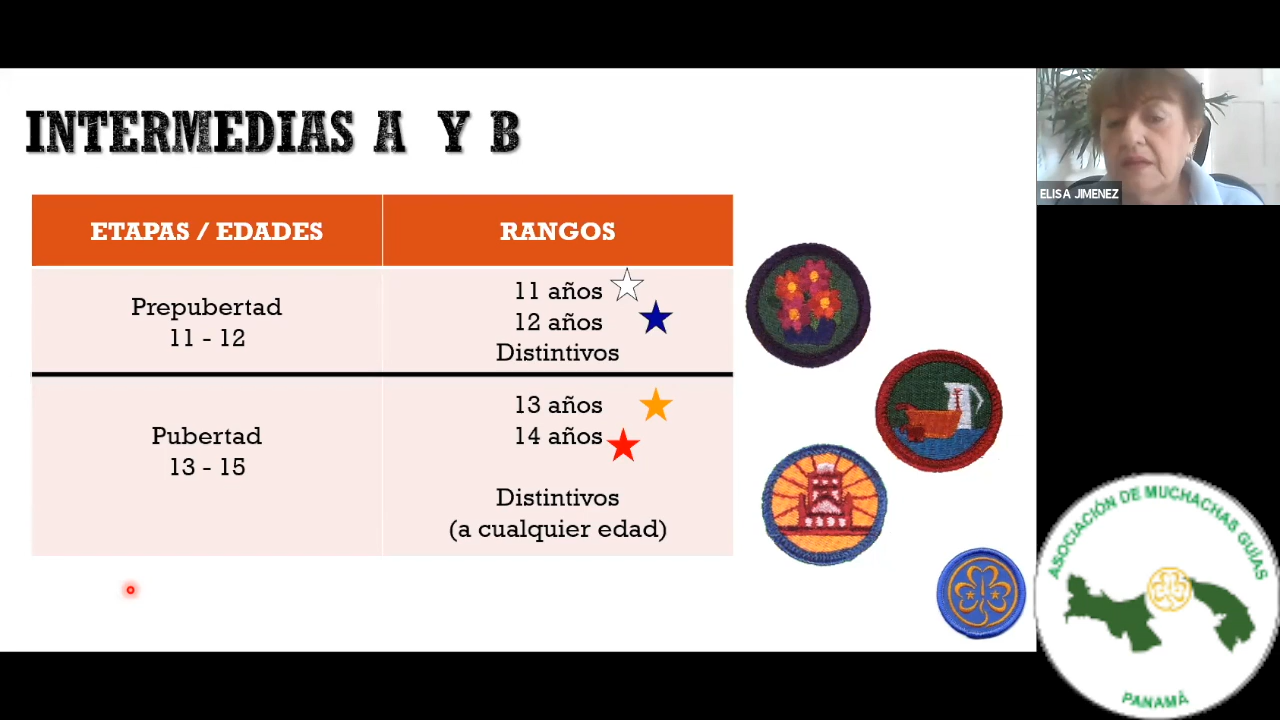 INTERMEDIAS A Y B
ETAPAS / EDADES
RANGOS
Prepubertad
11 - 12
11 años
12 años
Distintivos
Pubertad
13 - 15
13 años
14 años
Distintivos
(a cualquier edad)
ELISA JIMENEZ
ASOCIACIÓN DE MUCHACHAS GUÍAS
PANAMÁ